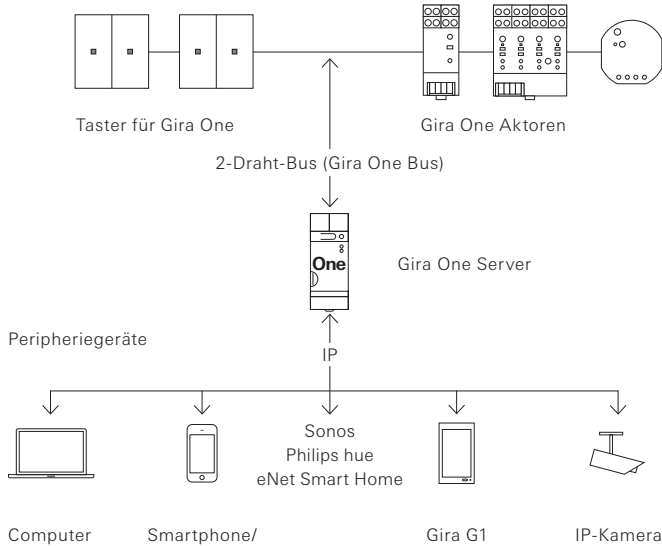 Taster für Gira One
Gira One Aktoren
2-Draht-Bus (Gira One Bus)
One
Gira One Server
Peripheriegeräte
IP
Sonos
Philips hue
eNet Smart Home
Computer
Smartphone/
Gira G1
IP-Kamera